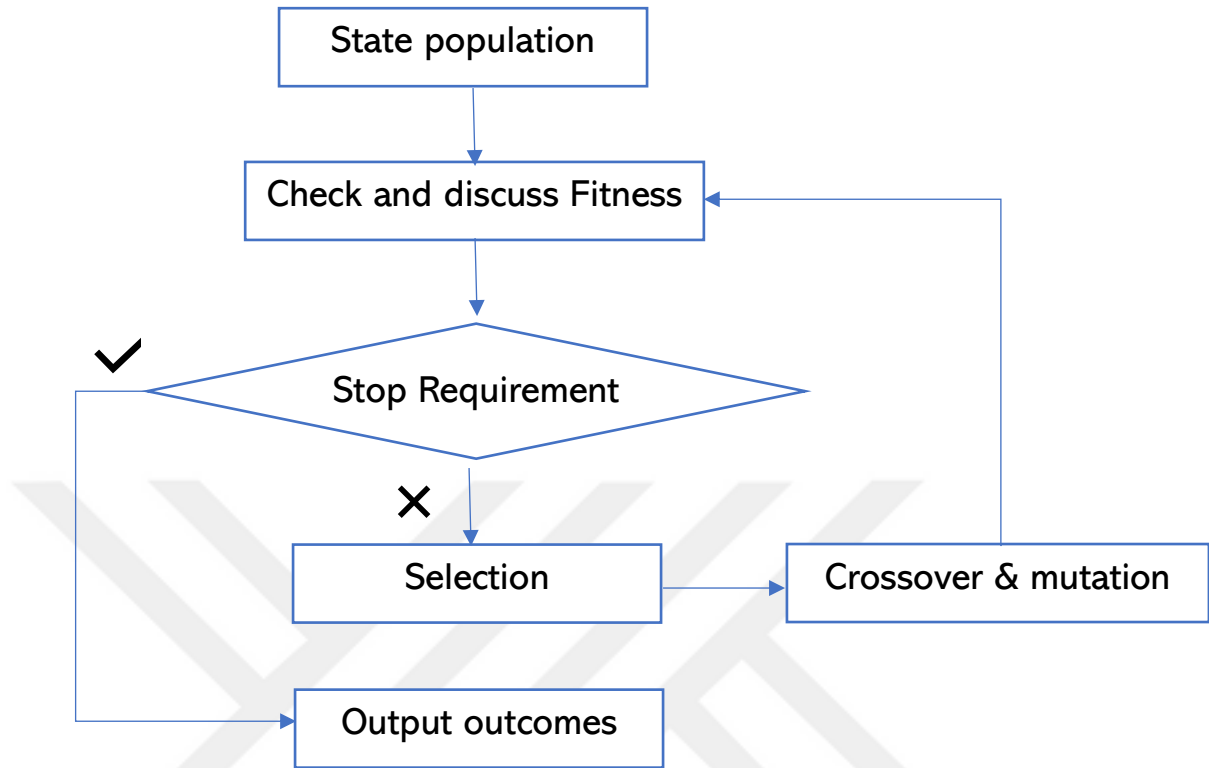 State population
Check and discuss Fitness
Stop Requirement
Selection
Crossover & mutation
Output outcomes